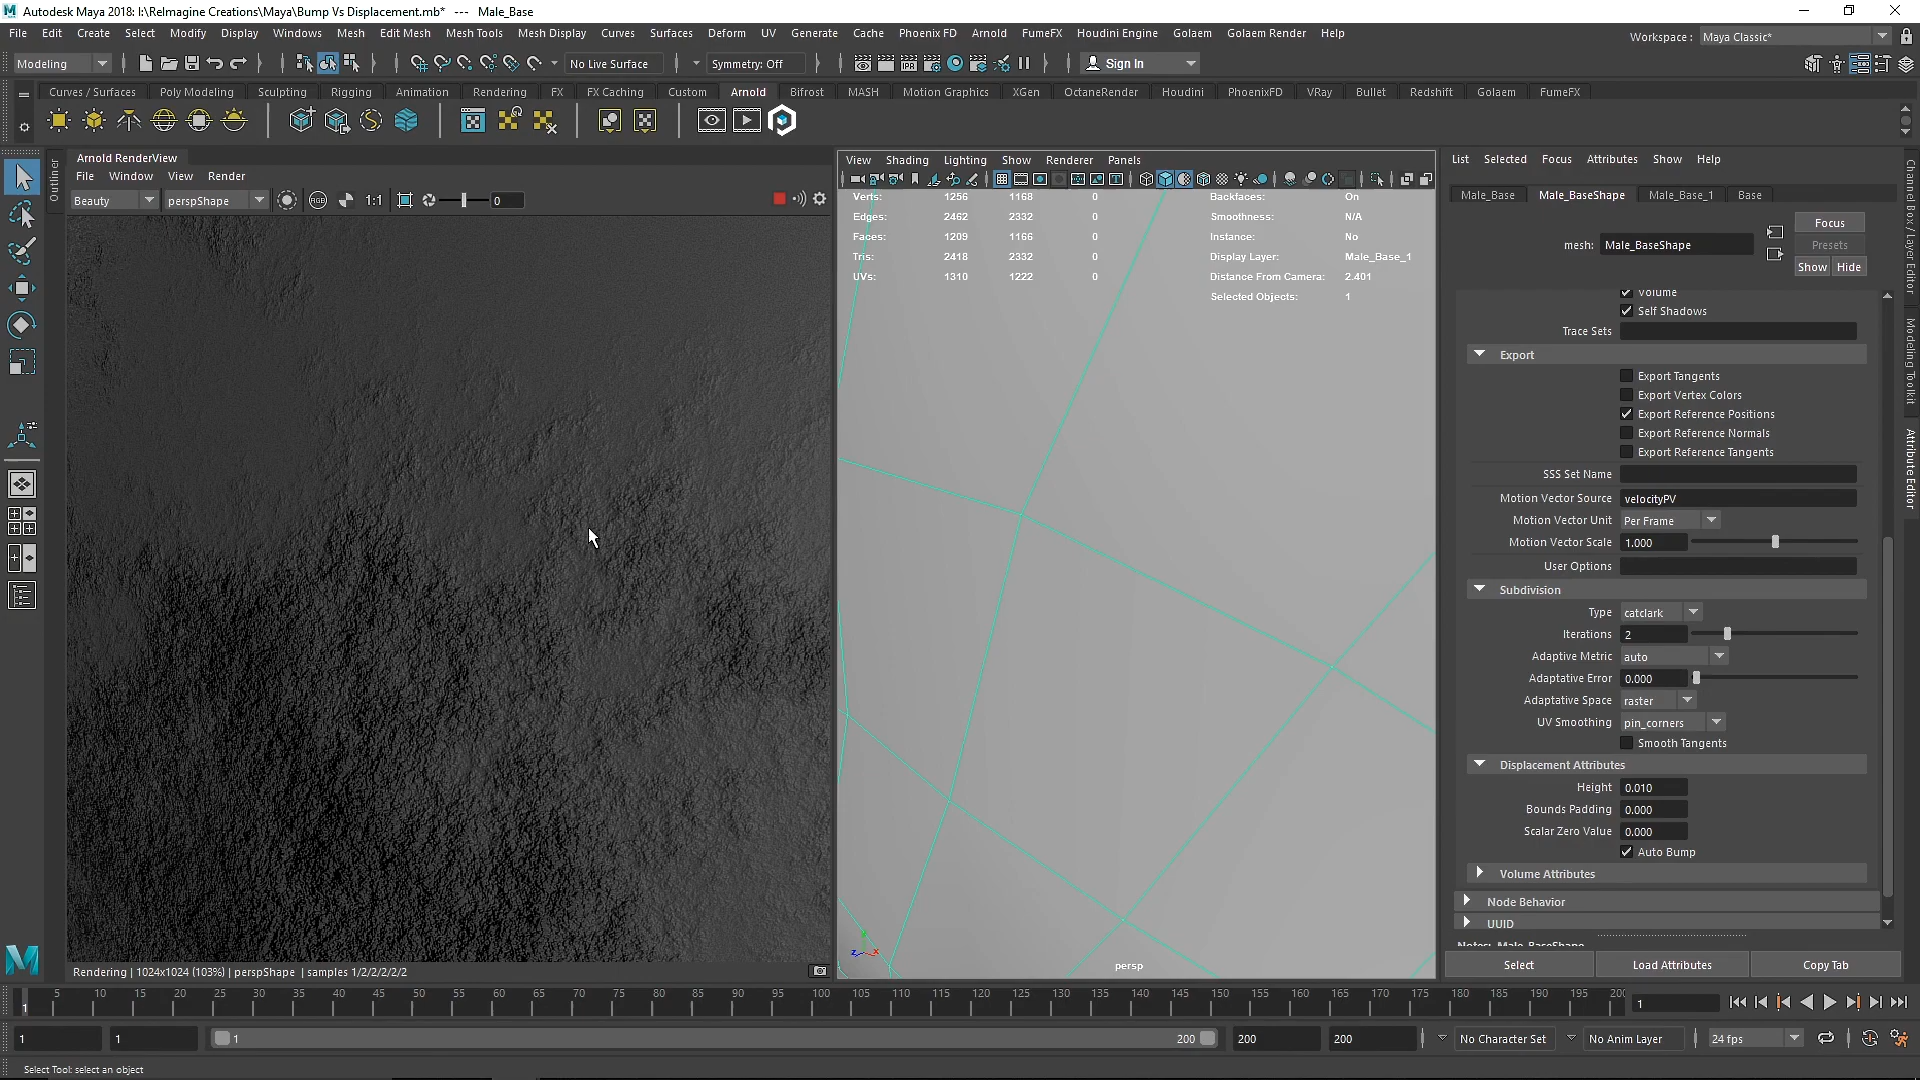 Autodesk Maya 2018: I:\ReImagine Creations\Maya\Bump Vs Displacement.mb*   ---   Male_Base
File Edit Create Select Modify Display Windows Mesh Edit Mesh Mesh Tools Mesh Display Curves Surfaces Deform UV Generate Cache Phoenix FD Arnold FumeFX Houdini Engine Golaem Golaem Render Help
Workspace : Maya Classic*
Modeling No Live Surface Symmetry: Off Sign In
Curves / Surfaces Poly Modeling Sculpting Rigging Animation Rendering FX FX Caching Custom Arnold Bifrost MASH Motion Graphics XGen OctaneRender Houdini PhoenixFD VRay Bullet Redshift Golaem FumeFX
Outliner
Arnold RenderView
File Window View Render
Beauty perspShape 1:1 0
Rendering | 1024x1024 (103%) | perspShape | samples 1/2/2/2/2/2
View Shading Lighting Show Renderer Panels
Verts: 1256 1168 0 Backfaces: On
Edges: 2462 2332 0 Smoothness: N/A
Faces: 1209 1166 0 Instance: No
Tris: 2418 2332 0 Display Layer: Male_Base_1
UVs: 1310 1222 0 Distance From Camera: 2.401
Selected Objects: 1
persp
List Selected Focus Attributes Show Help
Male_Base Male_BaseShape Male_Base_1 Base
Focus
mesh: Male_BaseShape Presets
Show Hide
Volume
Self Shadows
Trace Sets
Export
Export Tangents
Export Vertex Colors
Export Reference Positions
Export Reference Normals
Export Reference Tangents
SSS Set Name
Motion Vector Source velocityPV
Motion Vector Unit Per Frame
Motion Vector Scale 1.000
User Options
Subdivision
Type catclark
Iterations 2
Adaptive Metric auto
Adaptative Error 0.000
Adaptative Space raster
UV Smoothing pin_corners
Smooth Tangents
Displacement Attributes
Height 0.010
Bounds Padding 0.000
Scalar Zero Value 0.000
Auto Bump
Volume Attributes
Node Behavior
UUID
Notes: Male_BaseShape
Select Load Attributes Copy Tab
Channel Box / Layer Editor
Modeling Toolkit
Attribute Editor
1 5 10 15 20 25 30 35 40 45 50 55 60 65 70 75 80 85 90 95 100 105 110 115 120 125 130 135 140 145 150 155 160 165 170 175 180 185 190 195 200 1
1 1 1 200 200 200 No Character Set No Anim Layer 24 fps
Select Tool: select an object